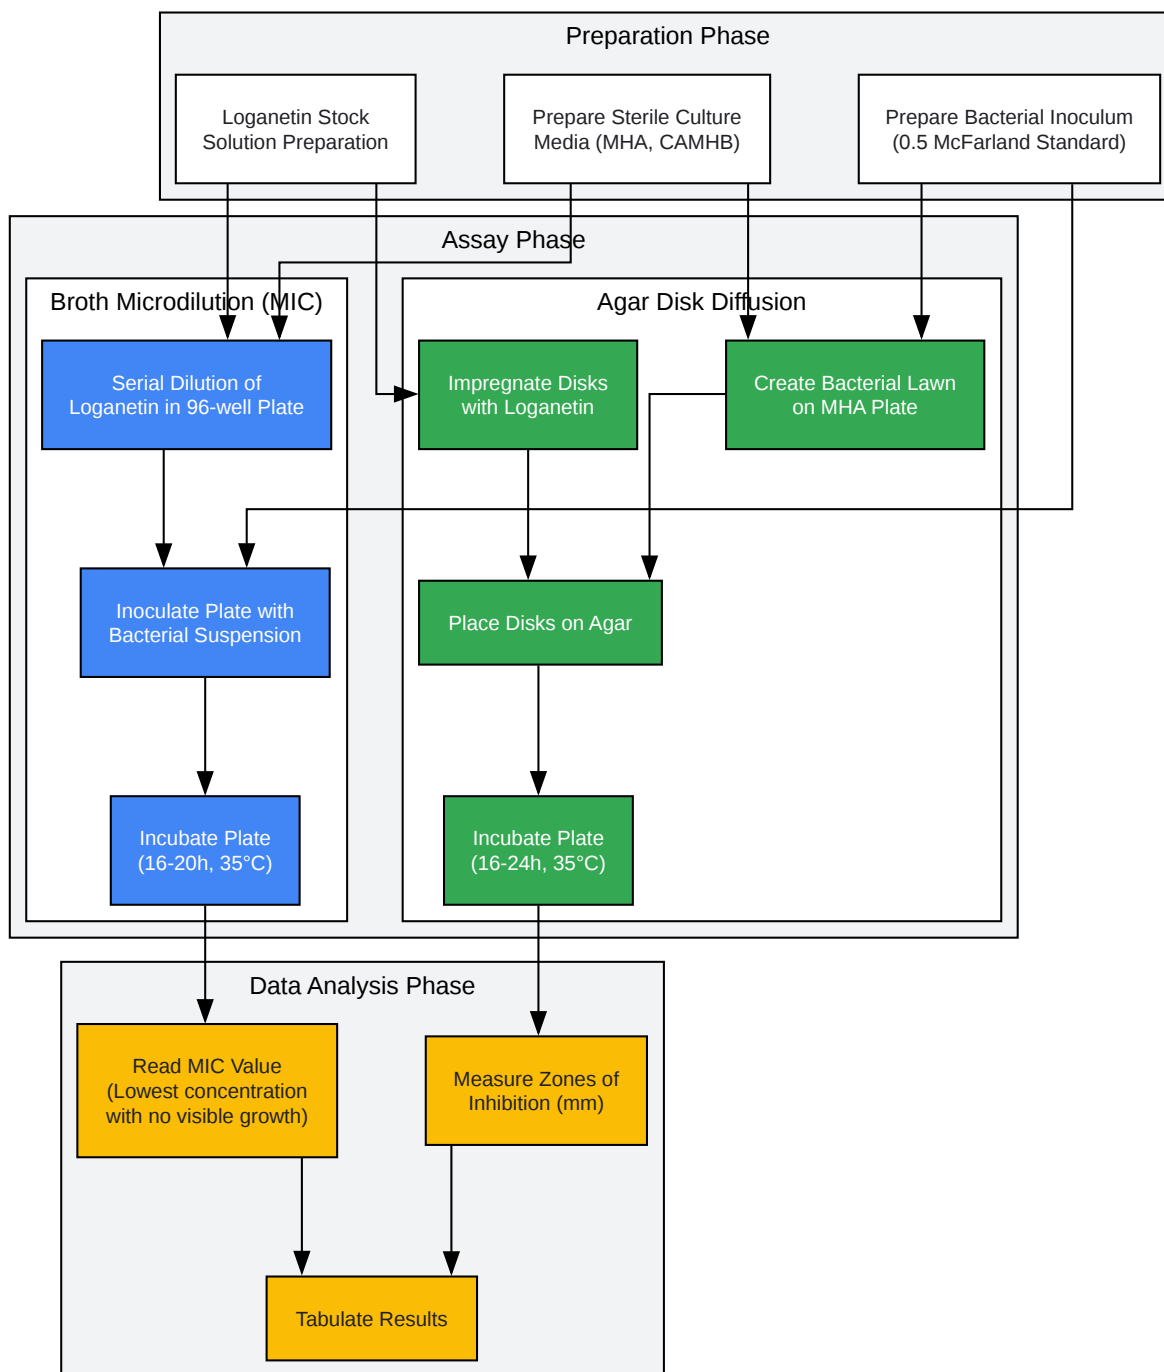 Preparation Phase
Loganetin Stock
Solution Preparation
Prepare Sterile Culture
Media (MHA, CAMHB)
Prepare Bacterial Inoculum
(0.5 McFarland Standard)
Assay Phase
Broth Microdilution (MIC)
Agar Disk Diffusion
Serial Dilution of
Loganetin in 96-well Plate
Impregnate Disks
with Loganetin
Create Bacterial Lawn
on MHA Plate
Inoculate Plate with
Bacterial Suspension
Place Disks on Agar
Incubate Plate
(16-20h, 35°C)
Incubate Plate
(16-24h, 35°C)
Data Analysis Phase
Read MIC Value
(Lowest concentration
with no visible growth)
Measure Zones of
Inhibition (mm)
Tabulate Results